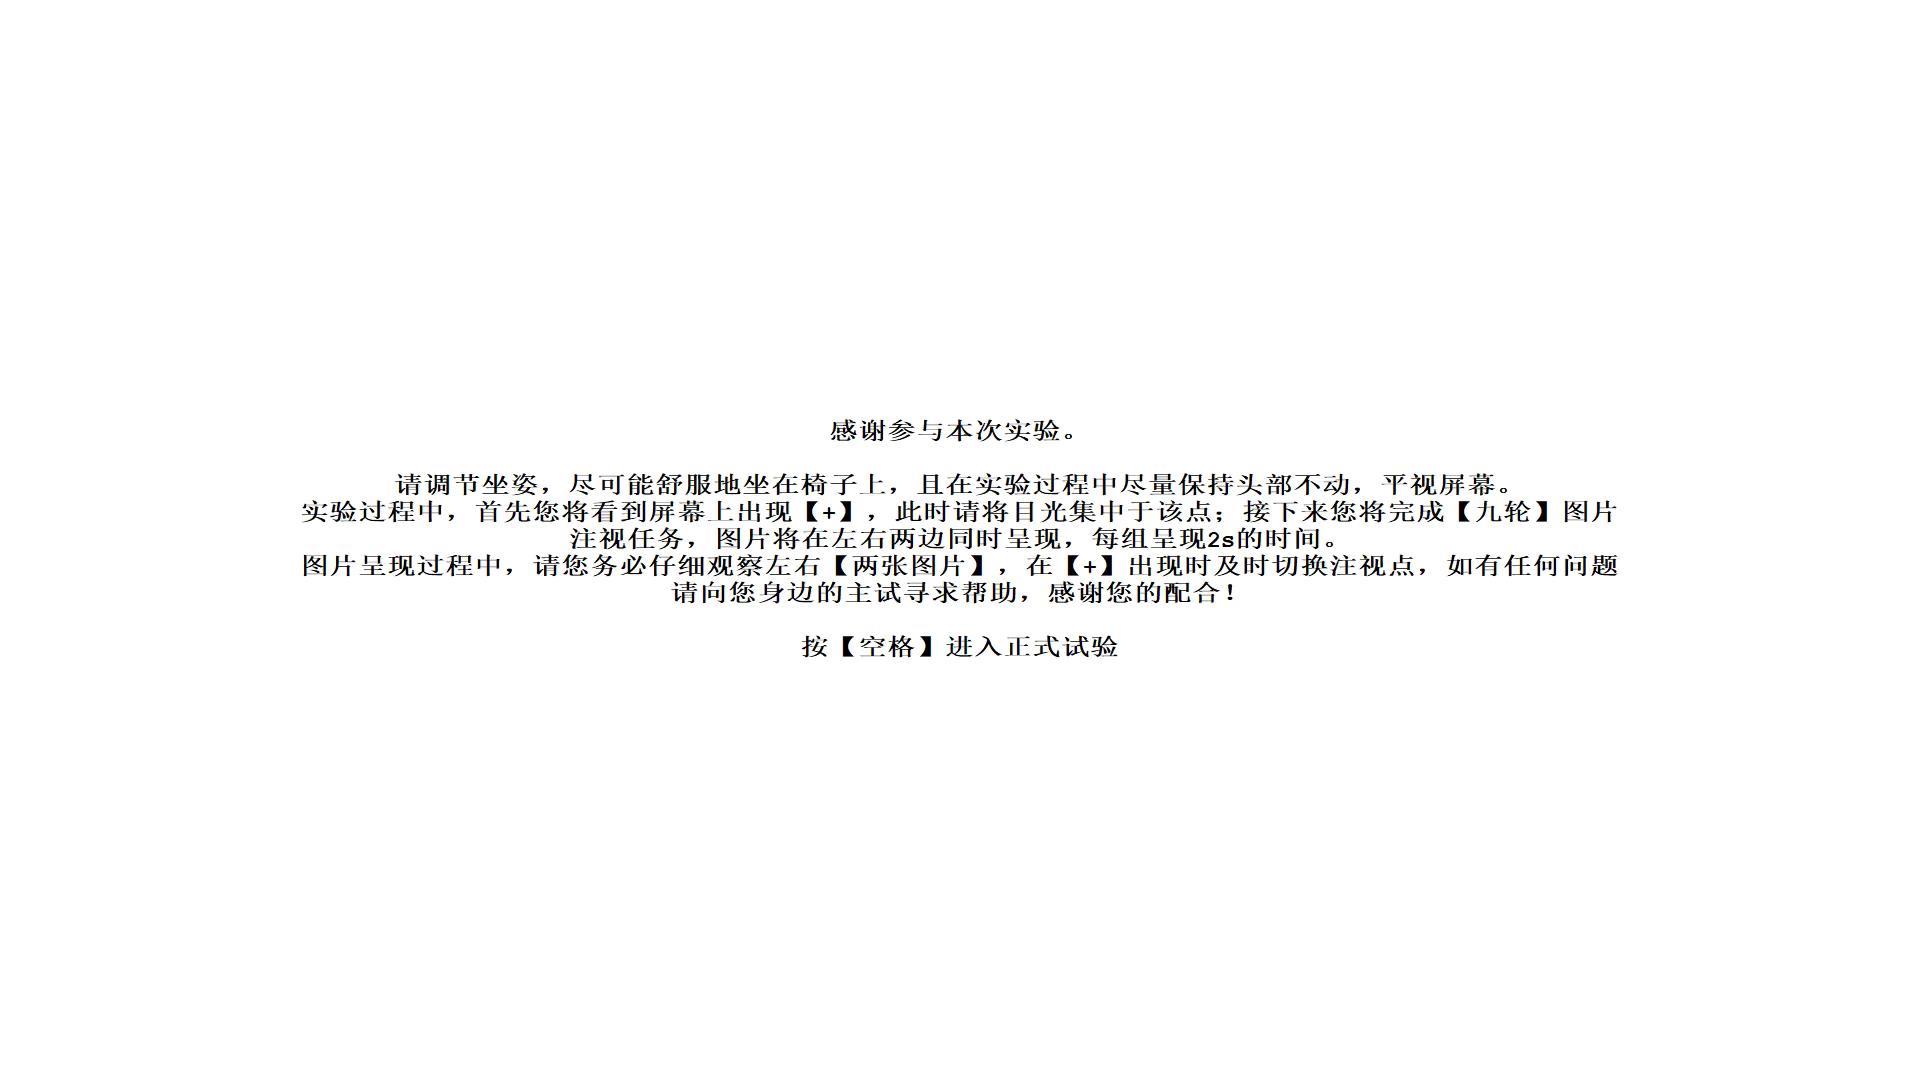 感谢参与本次实验。
请调节坐姿，尽可能舒服地坐在椅子上，且在实验过程中尽量保持头部不动，平视屏幕。
实验过程中，首先您将看到屏幕上出现【+】，此时请将目光集中于该点；接下来您将完成【九轮】图片
注视任务，图片将在左右两边同时呈现，每组呈现2s的时间。
图片呈现过程中，请您务必仔细观察左右【两张图片】，在【+】出现时及时切换注视点，如有任何问题
请向您身边的主试寻求帮助，感谢您的配合！
按【空格】进入正式试验